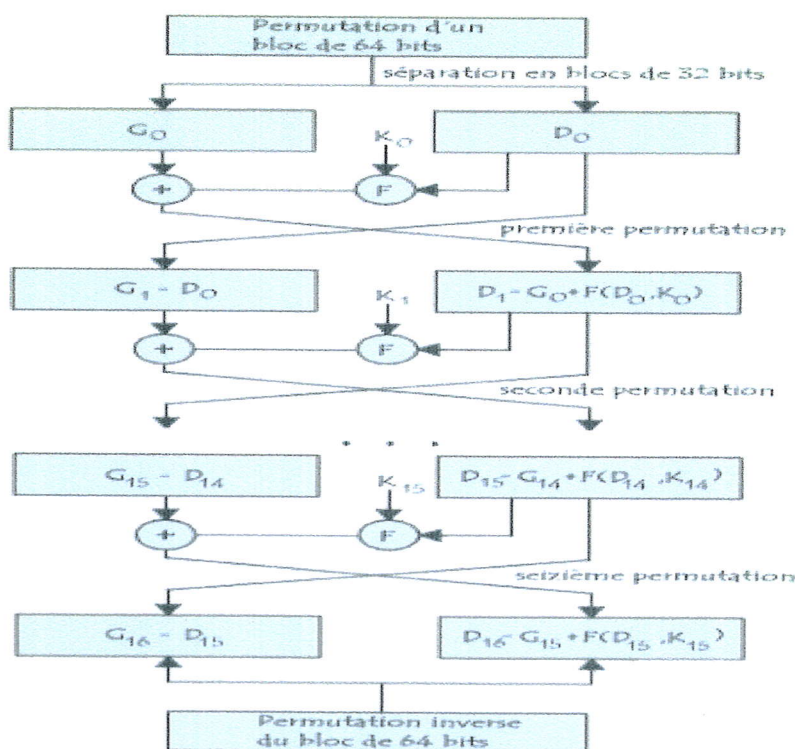 Permutation d'un
bloc de 64 bits
séparation en blocs de 32 bits
G0
K0
D0
+
F
première permutation
G1 - D0
K1
D1 - G0 + F(D0, K0)
+
F
seconde permutation
. . .
G15 - D14
K15
D15 - G14 + F(D14, K14)
+
F
seizième permutation
G16 - D15
D16 - G15 + F(D15, K15)
Permutation inverse
du bloc de 64 bits